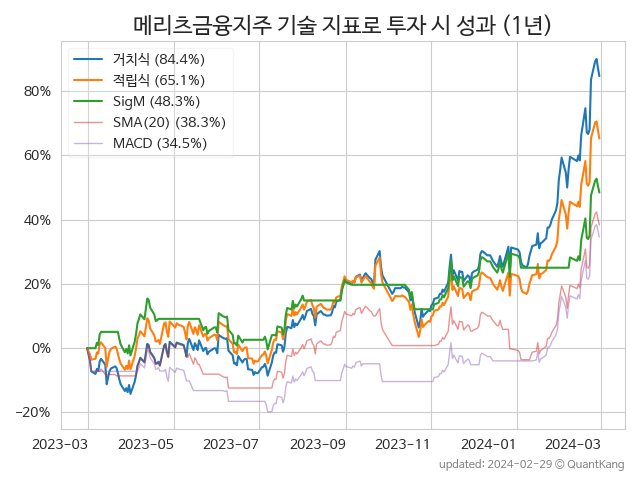 메리츠금융지주 기술 지표로 투자 시 성과 (1년)
거치식 (84.4%)
적립식 (65.1%)
SigM (48.3%)
SMA(20) (38.3%)
MACD (34.5%)
80%
60%
40%
20%
0%
−20%
2023-03 2023-05 2023-07 2023-09 2023-11 2024-01 2024-03
updated: 2024-02-29 © QuantKang